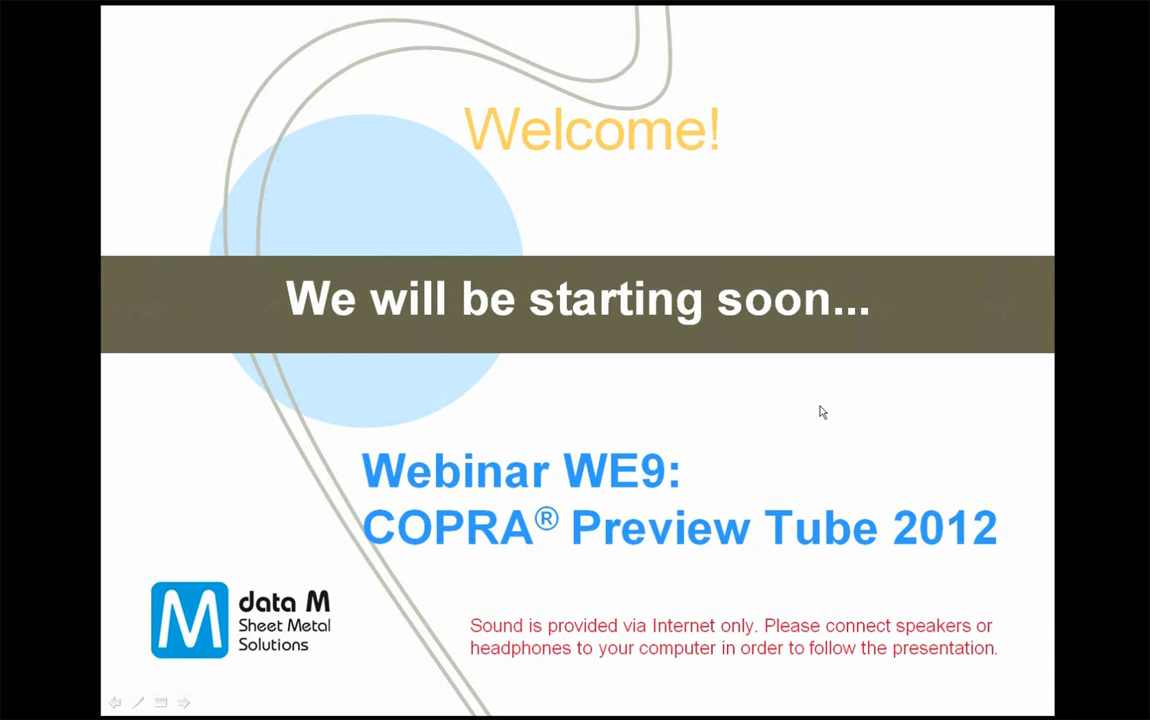 Welcome!
We will be starting soon...
Webinar WE9:
COPRA® Preview Tube 2012
M
data M
Sheet Metal
Solutions
Sound is provided via Internet only. Please connect speakers or
headphones to your computer in order to follow the presentation.